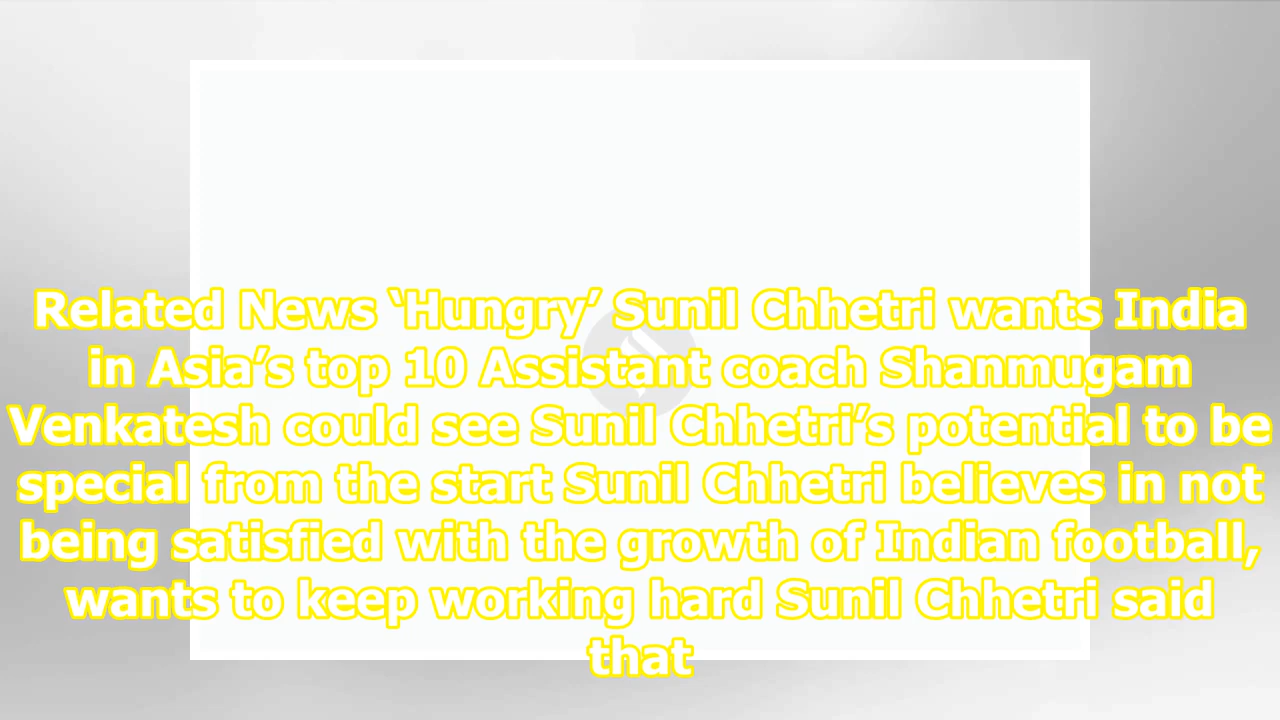 Related News ‘Hungry’ Sunil Chhetri wants India
in Asia’s top 10 Assistant coach Shanmugam
Venkatesh could see Sunil Chhetri’s potential to be
special from the start Sunil Chhetri believes in not
being satisfied with the growth of Indian football,
wants to keep working hard Sunil Chhetri said
that